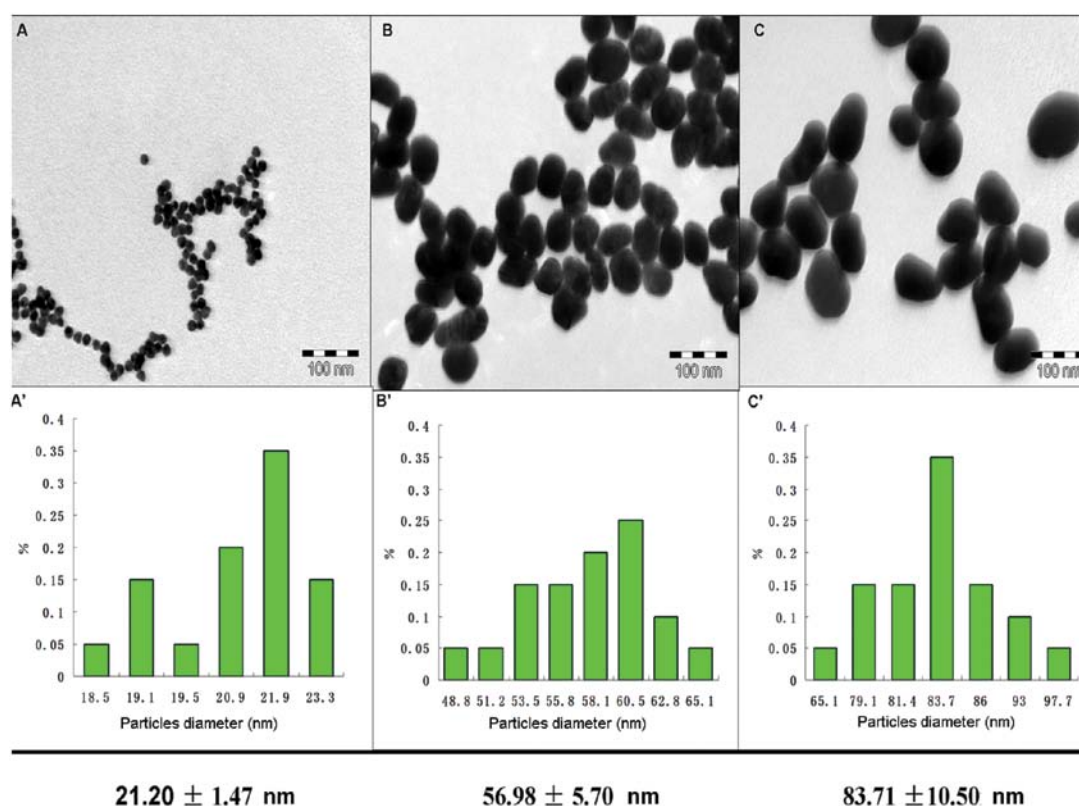 A
B
C
100 nm
100 nm
100 nm
A'
0.4
0.35
0.3
0.25
0.2
0.15
0.1
0.05
0
%
18.5 19.1 19.5 20.9 21.9 23.3
Particles diameter (nm)
B'
0.4
0.35
0.3
0.25
0.2
0.15
0.1
0.05
0
%
48.8 51.2 53.5 55.8 58.1 60.5 62.8 65.1
Particles diameter (nm)
C'
0.4
0.35
0.3
0.25
0.2
0.15
0.1
0.05
0
%
65.1 79.1 81.4 83.7 86 93 97.7
Particles diameter (nm)
21.20 ± 1.47 nm
56.98 ± 5.70 nm
83.71 ±10.50 nm